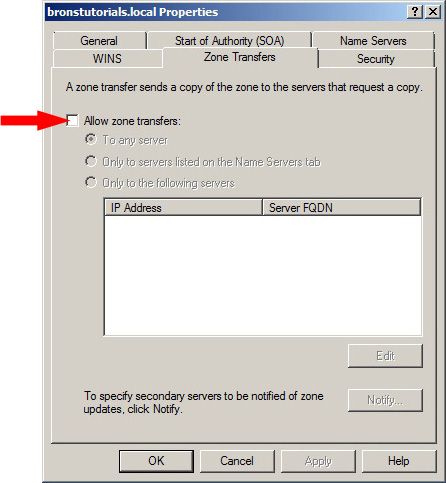 bronstutorials.local Properties
General Start of Authority (SOA) Name Servers
WINS Zone Transfers Security
A zone transfer sends a copy of the zone to the servers that request a copy.
Allow zone transfers:
To any server
Only to servers listed on the Name Servers tab
Only to the following servers
IP Address Server FQDN
Edit
To specify secondary servers to be notified of zone
updates, click Notify.
Notify...
OK Cancel Apply Help